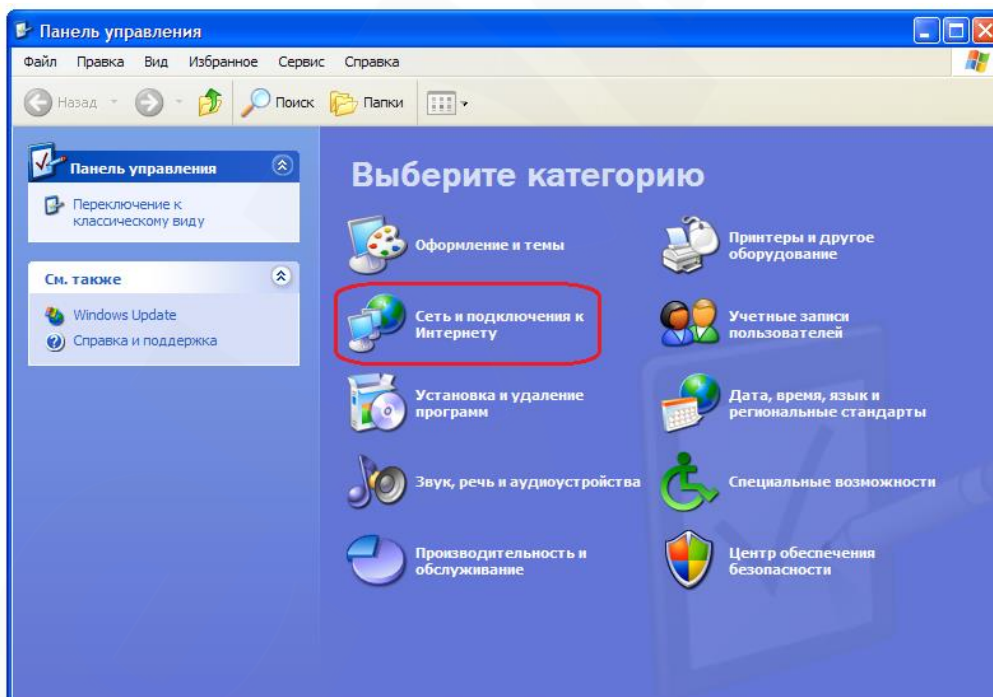 Панель управления
Файл Правка Вид Избранное Сервис Справка
Назад Поиск Папки
Панель управления
Переключение к
классическому виду
См. также
Windows Update
Справка и поддержка
Выберите категорию
Оформление и темы
Принтеры и другое
оборудование
Сеть и подключения к
Интернету
Учетные записи
пользователей
Установка и удаление
программ
Дата, время, язык и
региональные стандарты
Звук, речь и аудиоустройства
Специальные возможности
Производительность и
обслуживание
Центр обеспечения
безопасности